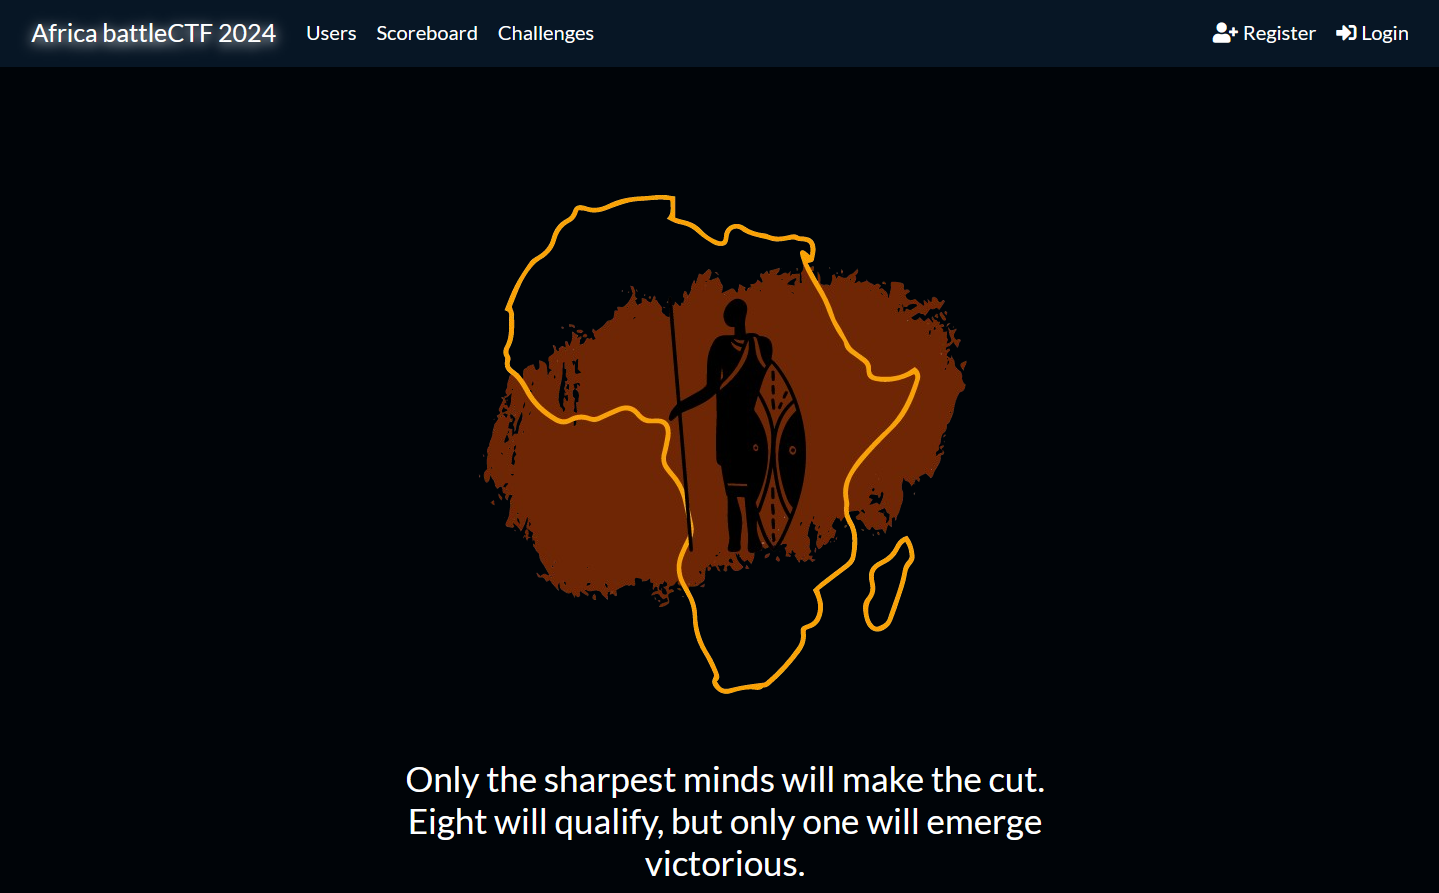 Africa battleCTF 2024 Users Scoreboard Challenges Register Login
Only the sharpest minds will make the cut.
Eight will qualify, but only one will emerge
victorious.